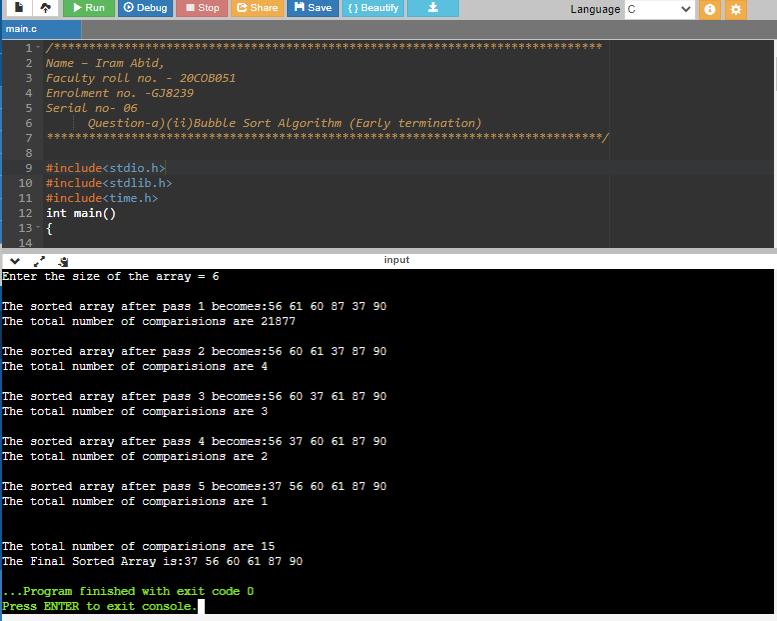 Run Debug Stop Share Save { } Beautify Language C
main.c
1 /******************************************************************************
2 Name – Iram Abid,
3 Faculty roll no. - 20COB051
4 Enrolment no. -GJ8239
5 Serial no- 06
6 Question-a)(ii)Bubble Sort Algorithm (Early termination)
7 *******************************************************************************/
8
9 #include<stdio.h>
10 #include<stdlib.h>
11 #include<time.h>
12 int main()
13 {
14
input
Enter the size of the array = 6
The sorted array after pass 1 becomes:56 61 60 87 37 90
The total number of comparisions are 21877
The sorted array after pass 2 becomes:56 60 61 37 87 90
The total number of comparisions are 4
The sorted array after pass 3 becomes:56 60 37 61 87 90
The total number of comparisions are 3
The sorted array after pass 4 becomes:56 37 60 61 87 90
The total number of comparisions are 2
The sorted array after pass 5 becomes:37 56 60 61 87 90
The total number of comparisions are 1
The total number of comparisions are 15
The Final Sorted Array is:37 56 60 61 87 90
...Program finished with exit code 0
Press ENTER to exit console.